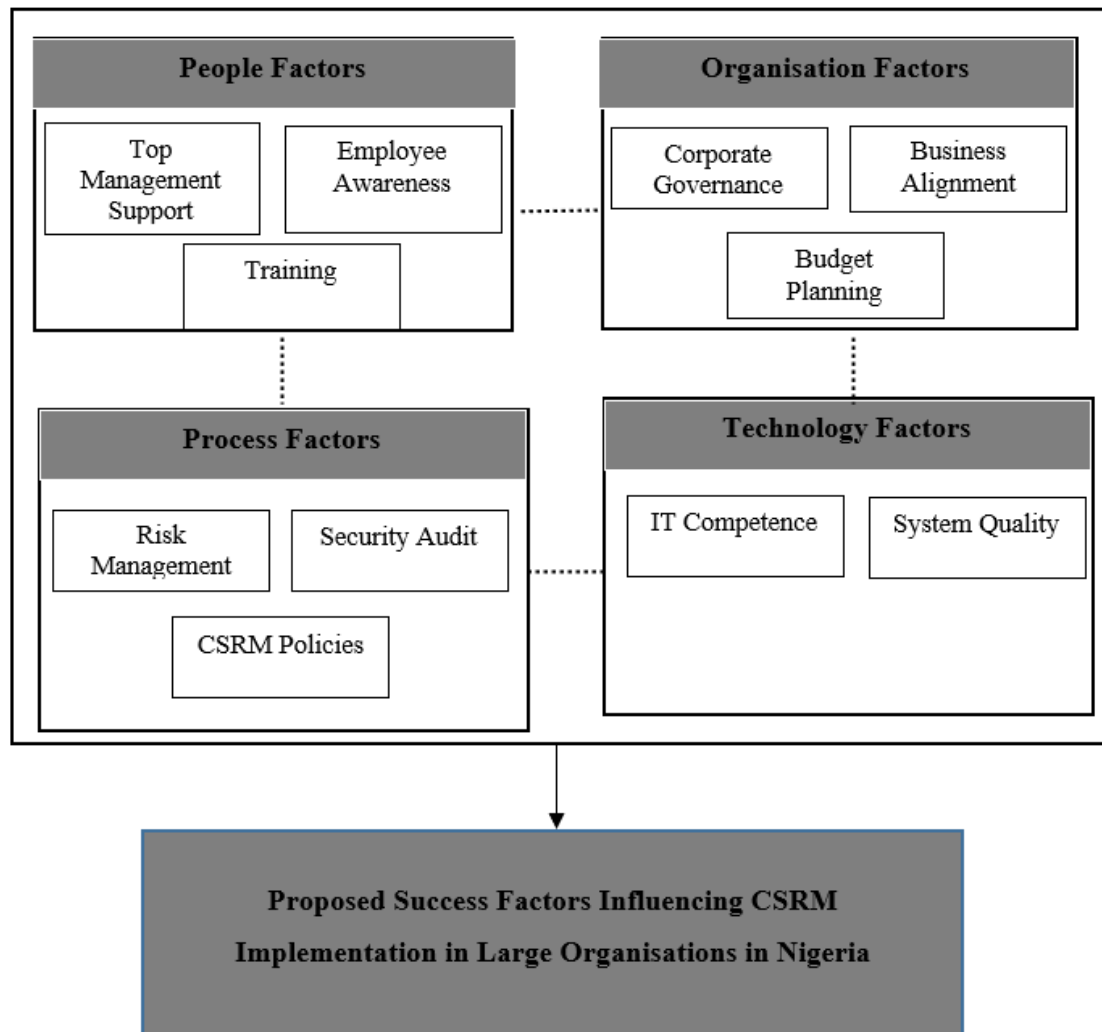 People Factors
Top
Management
Support
Employee
Awareness
Training
Organisation Factors
Corporate
Governance
Business
Alignment
Budget
Planning
Process Factors
Risk
Management
Security Audit
CSRM Policies
Technology Factors
IT Competence
System Quality
Proposed Success Factors Influencing CSRM
Implementation in Large Organisations in Nigeria